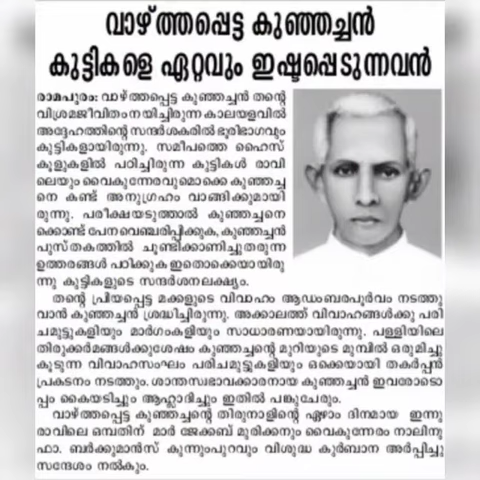 വാഴ്ത്തപ്പെട്ട കുഞ്ഞച്ചൻ
കുട്ടികളെ ഏറ്റവും ഇഷ്ടപ്പെടുന്നവൻ
രാമപുരം: വാഴ്ത്തപ്പെട്ട കുഞ്ഞച്ചൻ തന്റെ
വിശ്രമജീവിതം നയിച്ചിരുന്ന കാലയളവിൽ
അദ്ദേഹത്തിന്റെ സന്ദർശകരിൽ ഭൂരിഭാഗവും
കുട്ടികളായിരുന്നു. സമീപത്തെ ഹൈസ്
കൂളുകളിൽ പഠിച്ചിരുന്ന കുട്ടികൾ രാവി
ലെയും വൈകുന്നേരവുമൊക്കെ കുഞ്ഞച്ച
നെ കണ്ട് അനുഗ്രഹം വാങ്ങിക്കുമായി
രുന്നു. പരീക്ഷയടുത്താൽ കുഞ്ഞച്ചനെ
ക്കൊണ്ട് പേന വെഞ്ചരിപ്പിക്കുക, കുഞ്ഞച്ചൻ
പുസ്തകത്തിൽ ചൂണ്ടിക്കാണിച്ചുതരുന്ന
ഉത്തരങ്ങൾ പഠിക്കുക ഇതൊക്കെയായിരു
ന്നു കുട്ടികളുടെ സന്ദർശനലക്ഷ്യം.
തന്റെ പ്രിയപ്പെട്ട മക്കളുടെ വിവാഹം ആഡംബരപൂർവം നടത്തു
വാൻ കുഞ്ഞച്ചൻ ശ്രദ്ധിച്ചിരുന്നു. അക്കാലത്ത് വിവാഹങ്ങൾക്കു പരി
ചമുട്ടുകളിയും മാർഗംകളിയും സാധാരണയായിരുന്നു. പള്ളിയിലെ
തിരുക്കർമങ്ങൾക്കുശേഷം കുഞ്ഞച്ചന്റെ മുറിയുടെ മുമ്പിൽ ഒരുമിച്ചു
കൂടുന്ന വിവാഹസംഘം പരിചമുട്ടുകളിയും ഒക്കെയായി തകർപ്പൻ
പ്രകടനം നടത്തും. ശാന്തസ്വഭാവക്കാരനായ കുഞ്ഞച്ചൻ ഇവരോടൊ
പ്പം കൈയടിച്ചും ആഹ്ലാദിച്ചും ഇതിൽ പങ്കുചേരും.
വാഴ്ത്തപ്പെട്ട കുഞ്ഞച്ചന്റെ തിരുനാളിന്റെ ഏഴാം ദിനമായ ഇന്നു
രാവിലെ ഒമ്പതിന് മാർ ജേക്കബ് മുരിക്കനും വൈകുന്നേരം നാലിനു
ഫാ. ബർക്കുമാൻസ് കുന്നുംപുറവും വിശുദ്ധ കുർബാന അർപ്പിച്ചു
സന്ദേശം നൽകും.